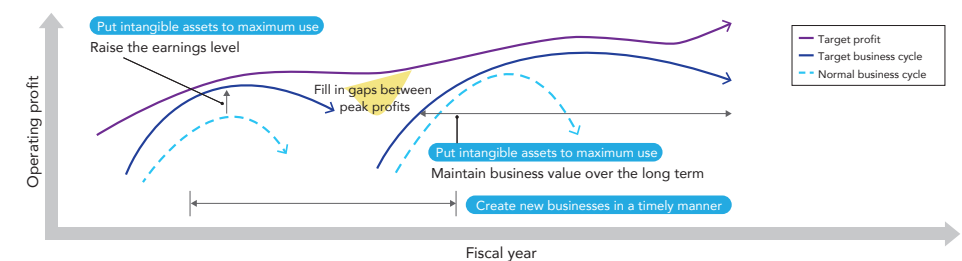 Put intangible assets to maximum use
Raise the earnings level
Target profit
Target business cycle
Normal business cycle
Fill in gaps between
peak profits
Operating profit
Put intangible assets to maximum use
Maintain business value over the long term
Create new businesses in a timely manner
Fiscal year